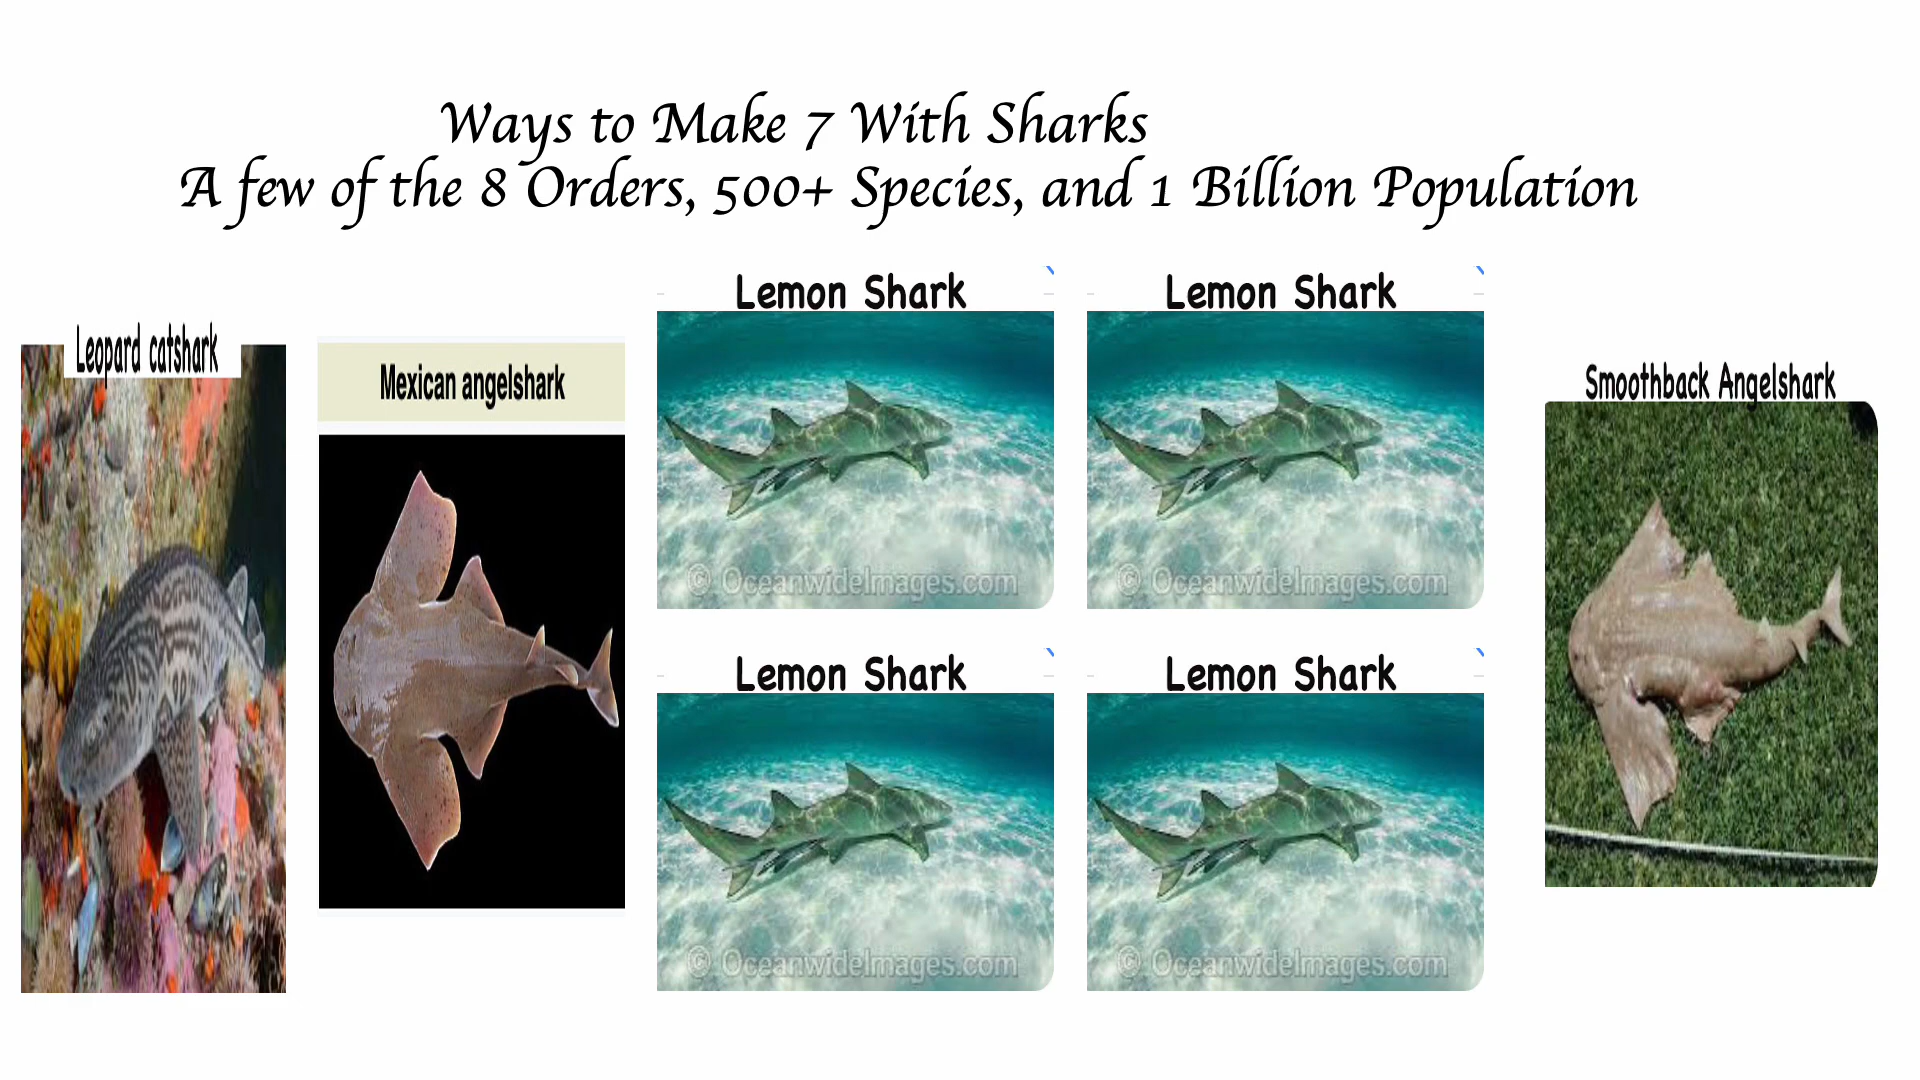 Ways to Make 7 With Sharks
A few of the 8 Orders, 500+ Species, and 1 Billion Population
Leopard catshark
Mexican angelshark
Lemon Shark
© OceanwideImages.com
Lemon Shark
© OceanwideImages.com
Lemon Shark
© OceanwideImages.com
Lemon Shark
© OceanwideImages.com
Smoothback Angelshark